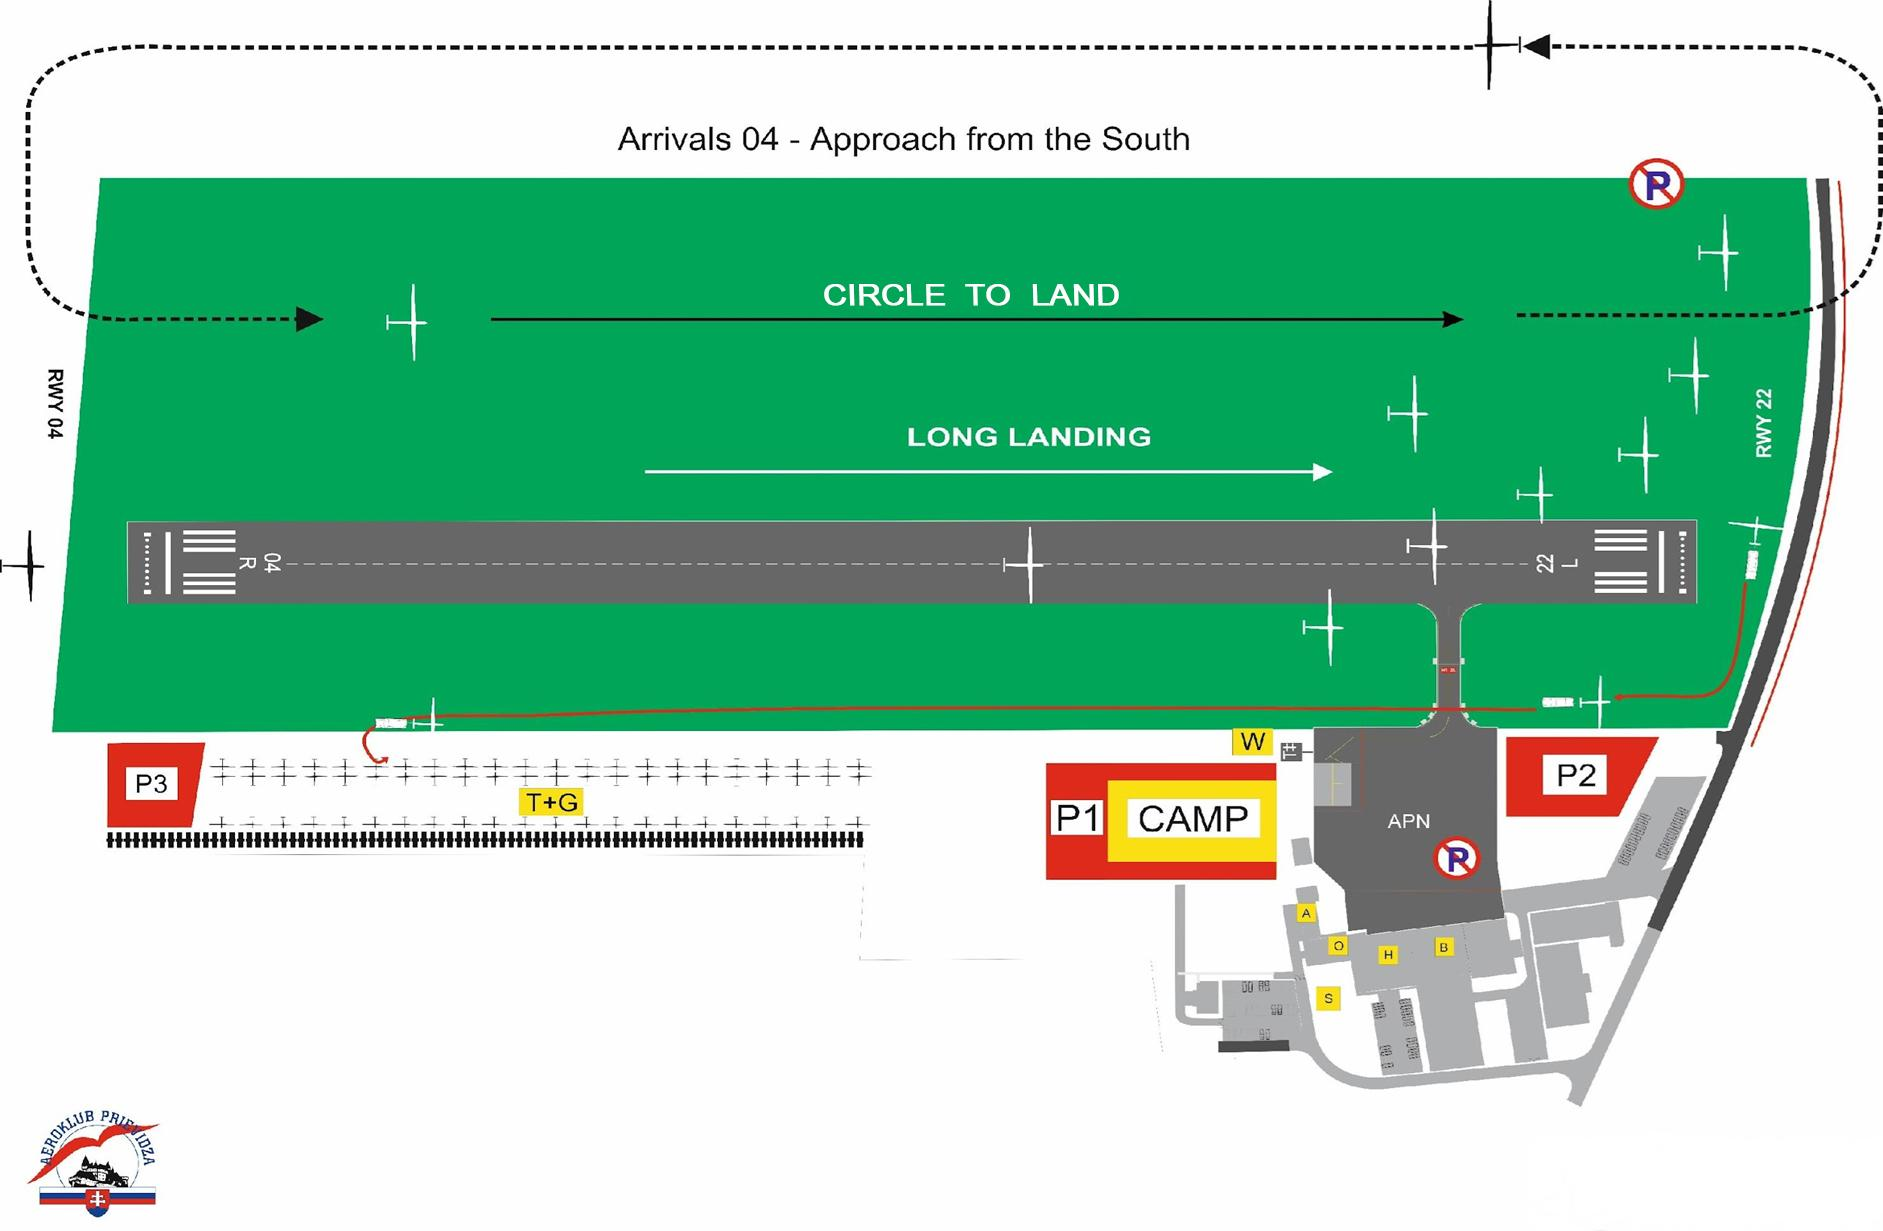 Arrivals 04 - Approach from the South
P
CIRCLE TO LAND
RWY 04
RWY 22
LONG LANDING
04
R
22
L
W
P3
T+G
P1
CAMP
P2
APN
P
A
O
H
B
S
AEROKLUB PRIEVIDZA